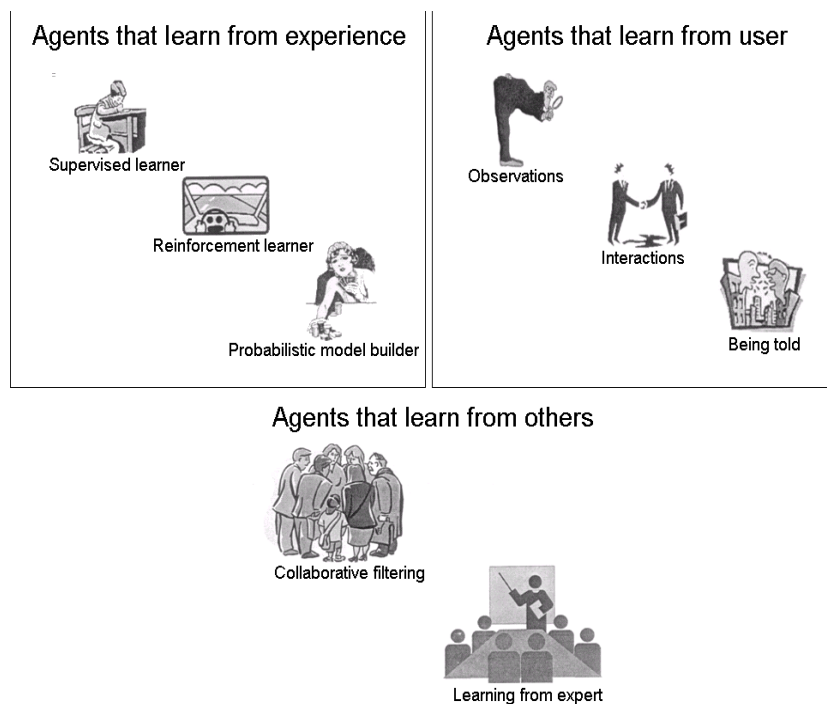 Agents that learn from experience
Supervised learner
Reinforcement learner
Probabilistic model builder
Agents that learn from user
Observations
Interactions
Being told
Agents that learn from others
Collaborative filtering
Learning from expert